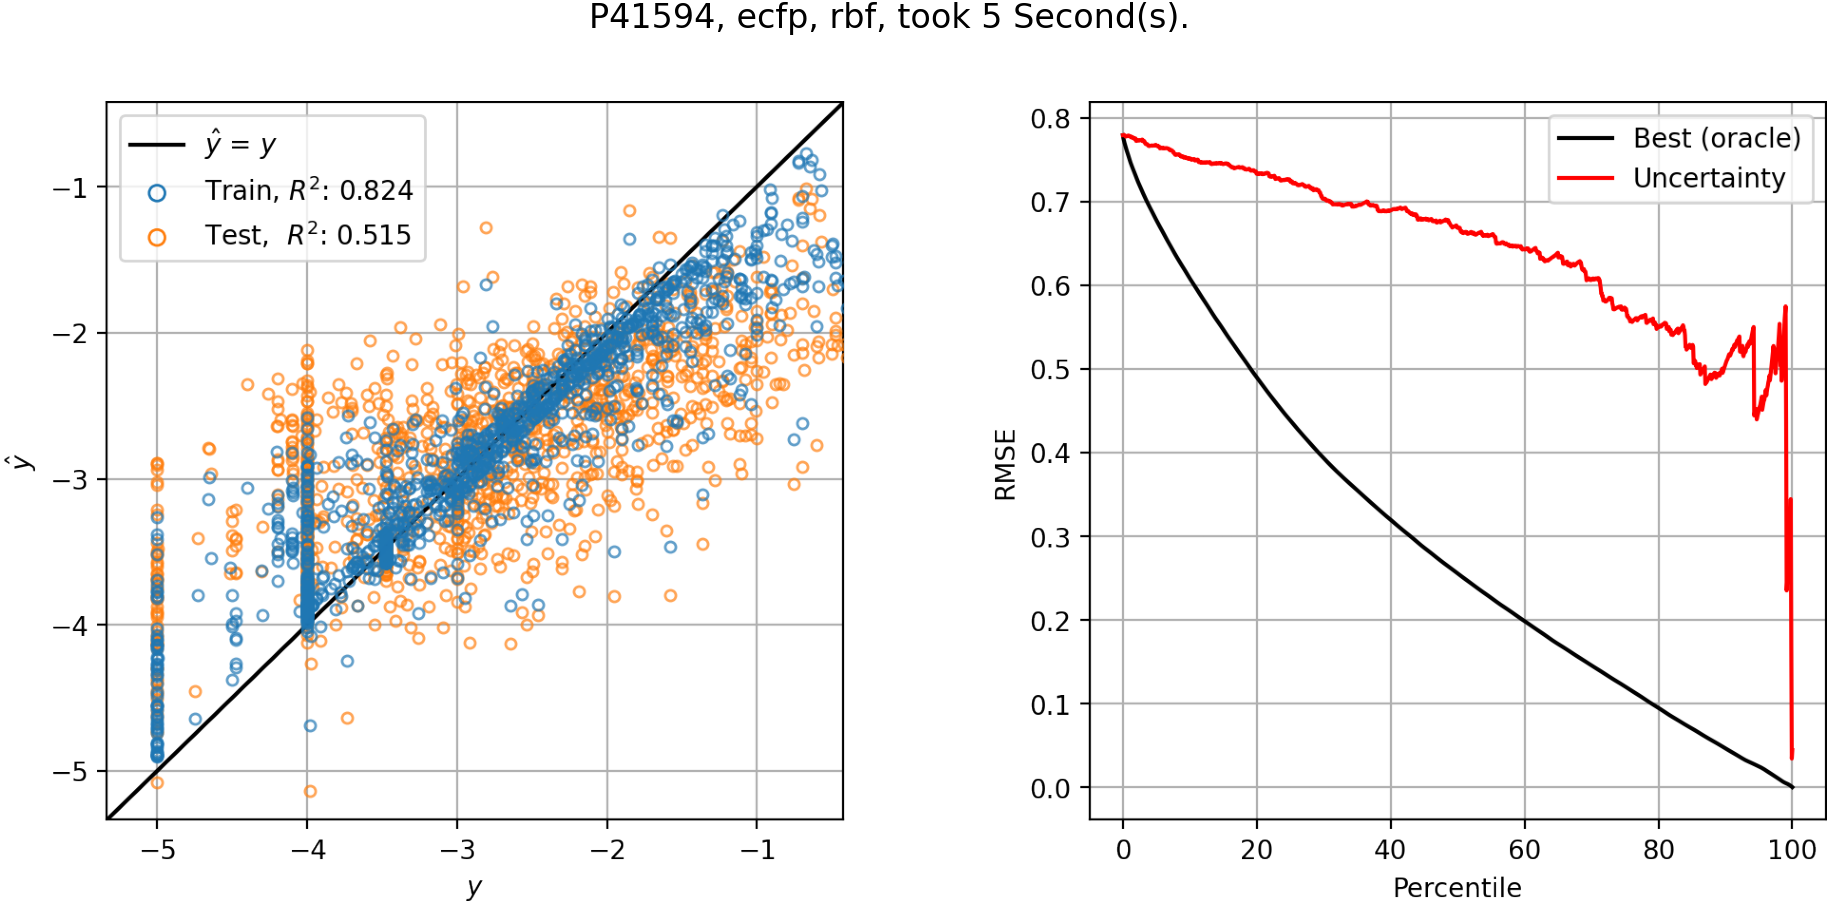 P41594, ecfp, rbf, took 5 Second(s).
ŷ = y
Train, R²: 0.824
Test, R²: 0.515
−1
−2
−3
−4
−5
ŷ
−5 −4 −3 −2 −1
y
Best (oracle)
Uncertainty
0.8
0.7
0.6
0.5
0.4
0.3
0.2
0.1
0.0
RMSE
0 20 40 60 80 100
Percentile